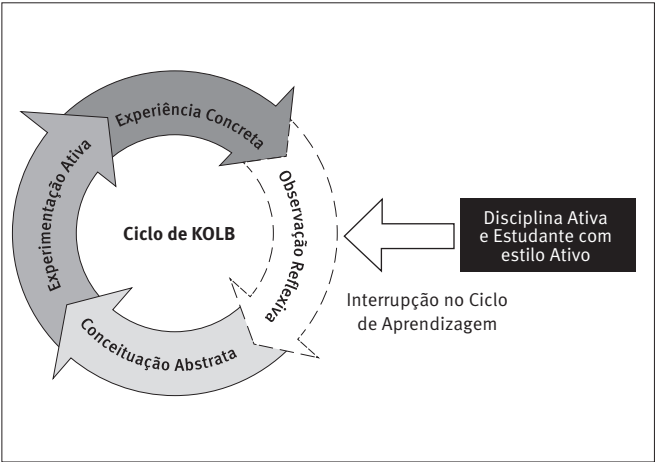 Experiência Concreta
Observação Reflexiva
Conceituação Abstrata
Experimentação Ativa
Ciclo de KOLB
Disciplina Ativa
e Estudante com
estilo Ativo
Interrupção no Ciclo
de Aprendizagem